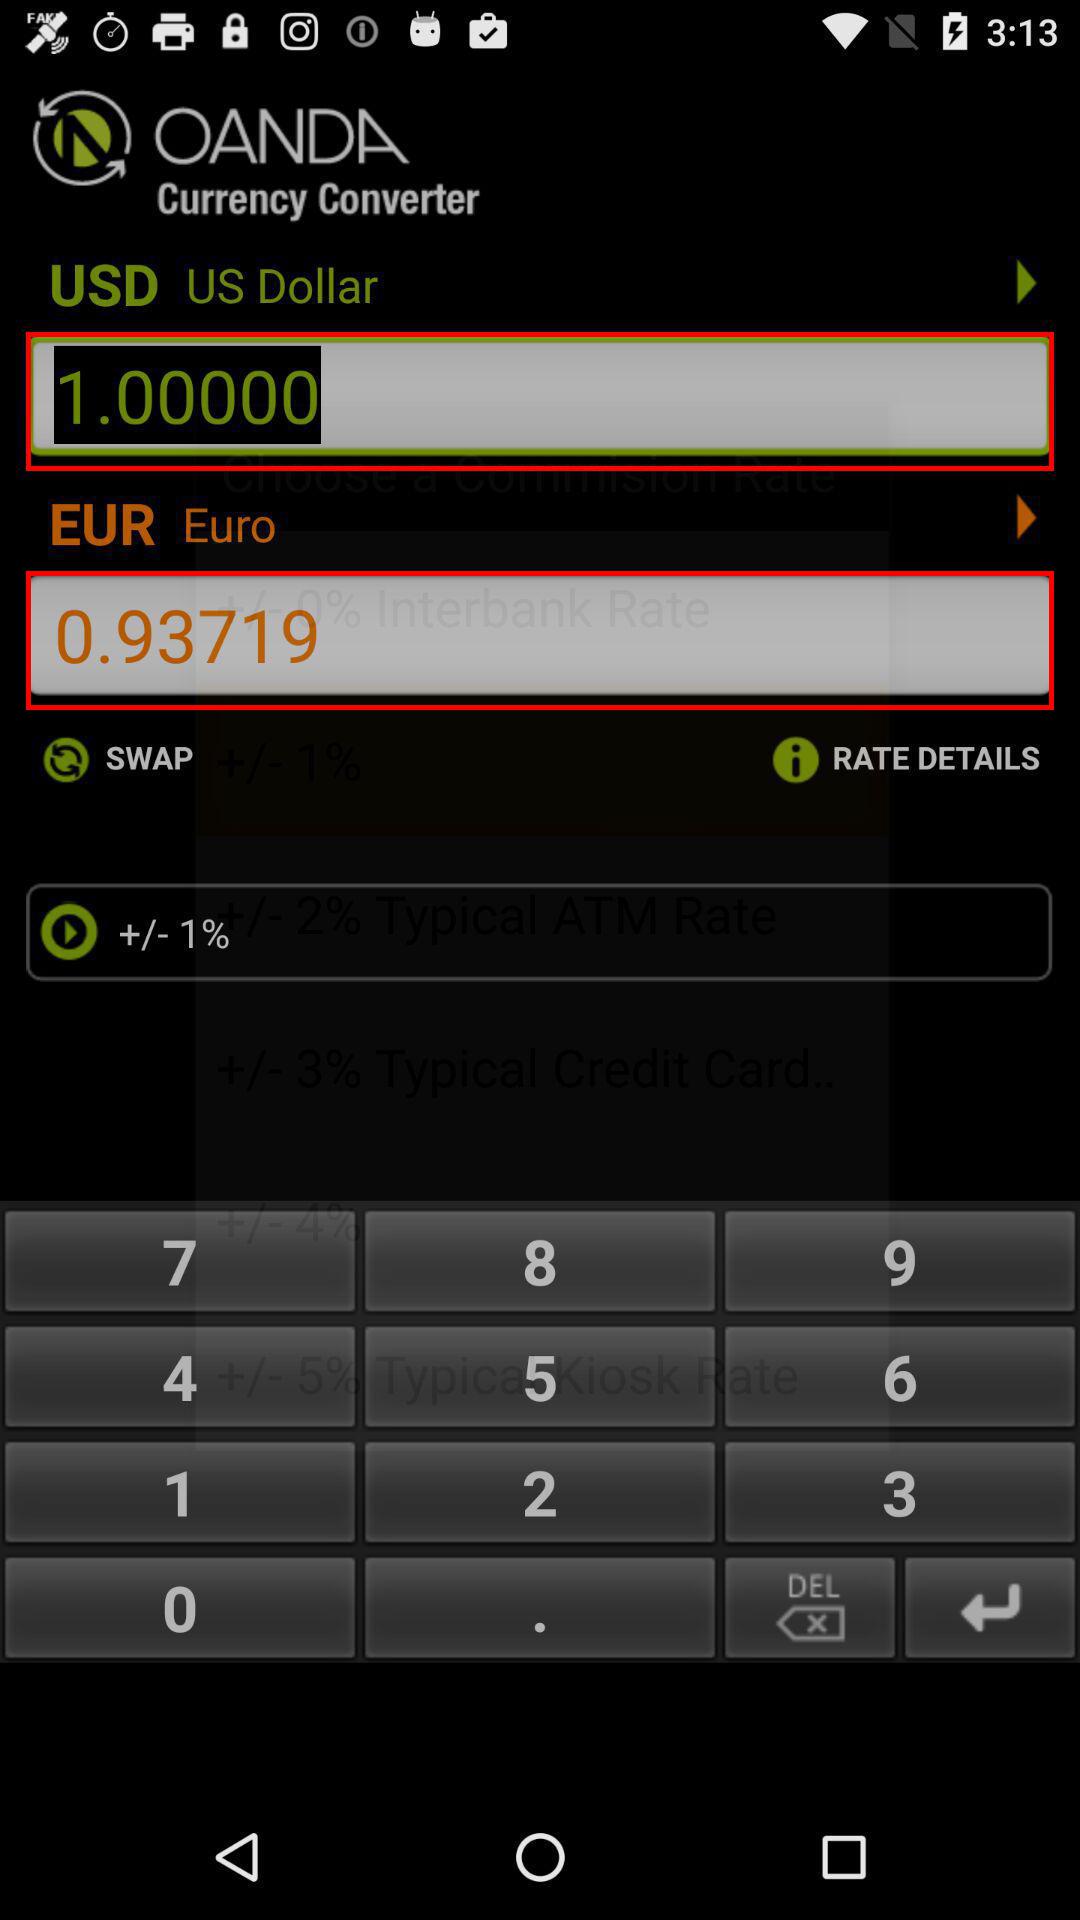 FAKE
3:13
OANDA
Currency Converter
USD US Dollar
1.00000
Choose a Commision Rate
EUR Euro
+/- 0% Interbank Rate
0.93719
SWAP
+/- 1%
RATE DETAILS
+/- 2% Typical ATM Rate
+/- 1%
+/- 3% Typical Credit Card..
+/- 4%
7 8 9
+/- 5% Typical Kiosk Rate
4 5 6
1 2 3
0 . DEL